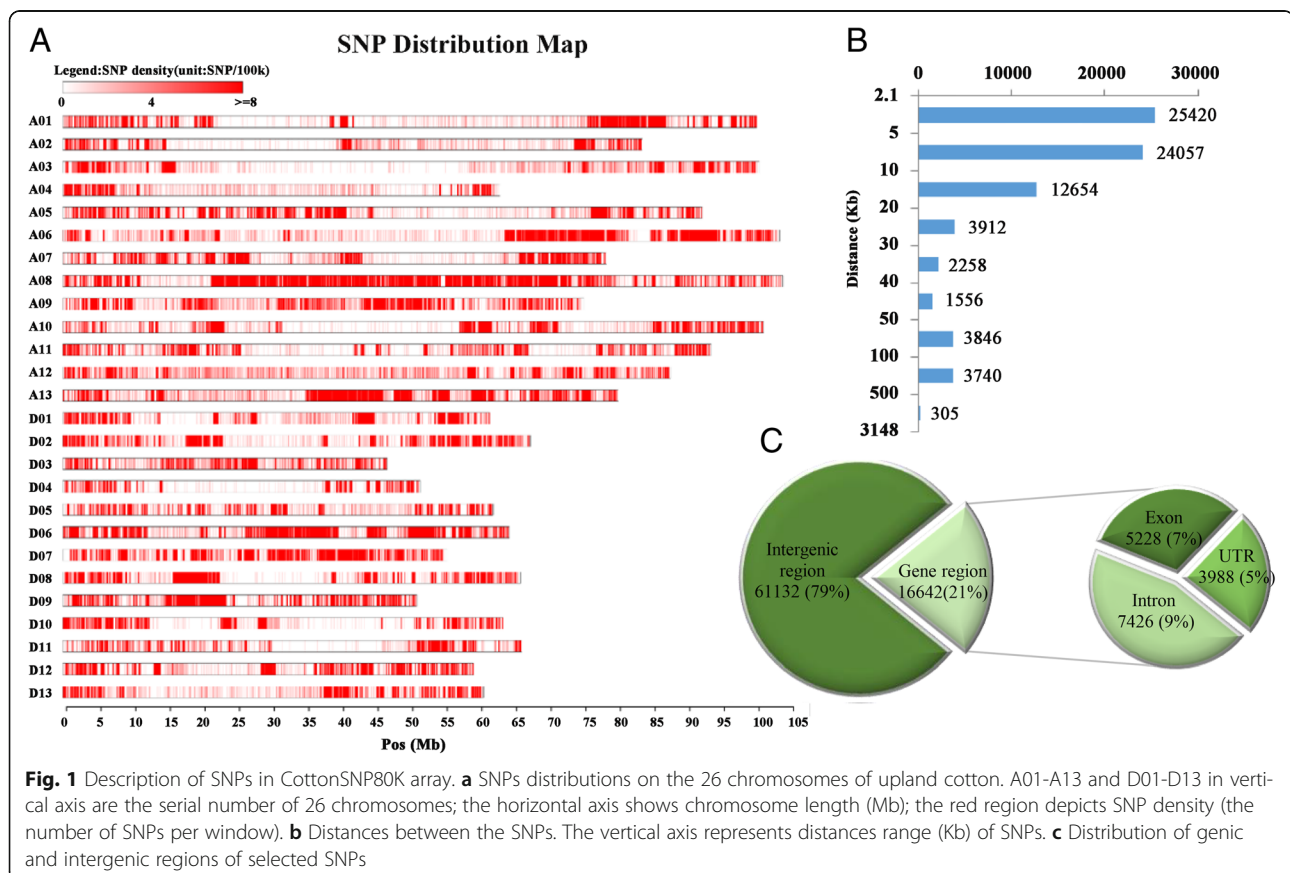 A
SNP Distribution Map
Legend:SNP density(unit:SNP/100k)
0 4 >=8
A01
A02
A03
A04
A05
A06
A07
A08
A09
A10
A11
A12
A13
D01
D02
D03
D04
D05
D06
D07
D08
D09
D10
D11
D12
D13
0 5 10 15 20 25 30 35 40 45 50 55 60 65 70 75 80 85 90 95 100 105
Pos (Mb)
B
0 10000 20000 30000
Distance (Kb)
2.1
25420
5
24057
10
12654
20
3912
30
2258
40
1556
50
3846
100
3740
500
305
3148
C
Intergenic
region
61132 (79%)
Gene region
16642(21%)
Exon
5228 (7%)
UTR
3988 (5%)
Intron
7426 (9%)
Fig. 1 Description of SNPs in CottonSNP80K array. a SNPs distributions on the 26 chromosomes of upland cotton. A01-A13 and D01-D13 in verti-
cal axis are the serial number of 26 chromosomes; the horizontal axis shows chromosome length (Mb); the red region depicts SNP density (the
number of SNPs per window). b Distances between the SNPs. The vertical axis represents distances range (Kb) of SNPs. c Distribution of genic
and intergenic regions of selected SNPs